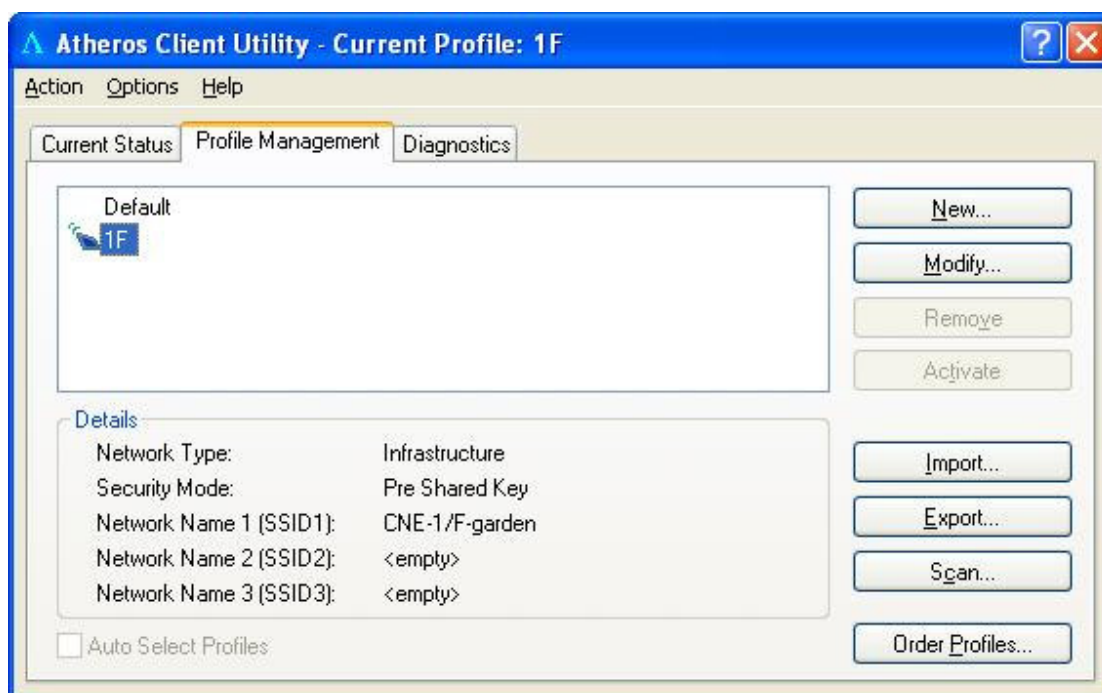 Atheros Client Utility - Current Profile: 1F
Action Options Help
Current Status Profile Management Diagnostics
Default
1F
New...
Modify...
Remove
Activate
Details
Network Type: Infrastructure
Security Mode: Pre Shared Key
Network Name 1 (SSID1): CNE-1/F-garden
Network Name 2 (SSID2): <empty>
Network Name 3 (SSID3): <empty>
Import...
Export...
Scan...
Auto Select Profiles
Order Profiles...